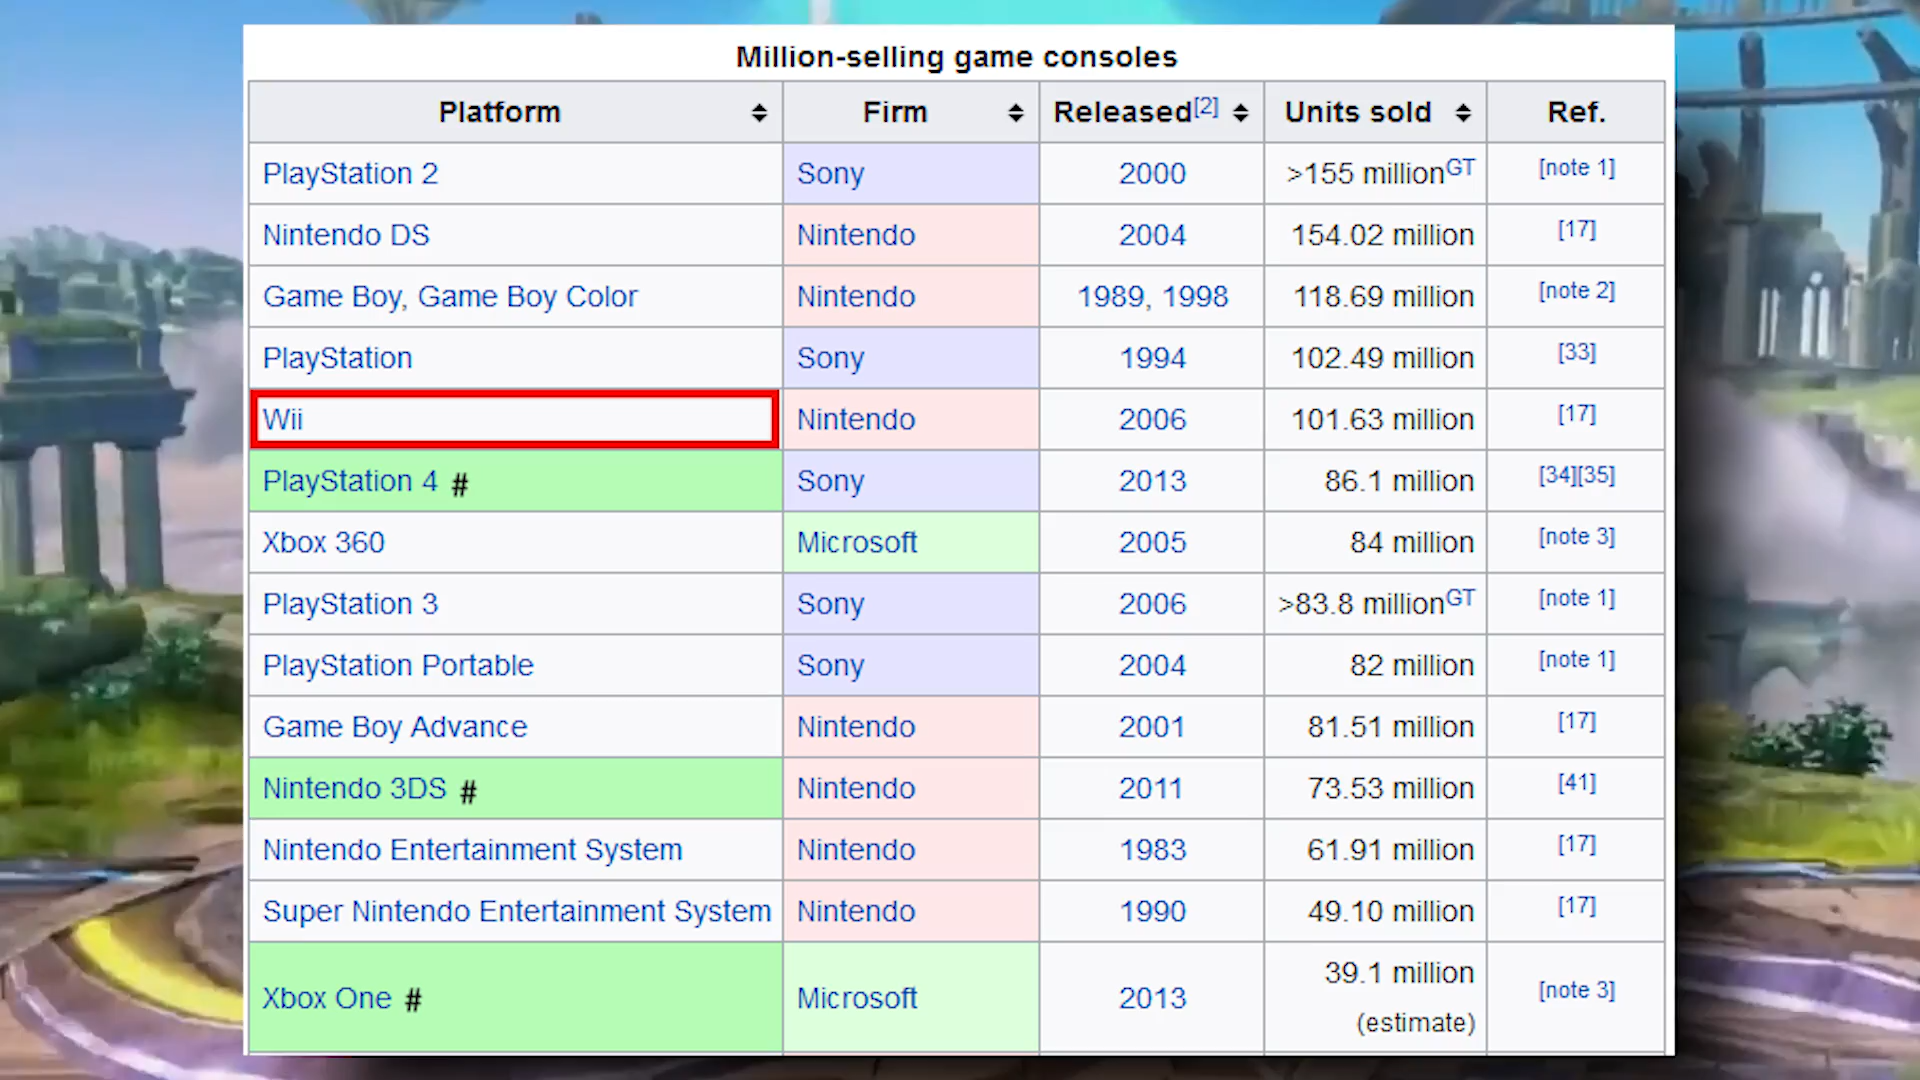 Million-selling game consoles
Platform Firm Released[2] Units sold Ref.
PlayStation 2 Sony 2000 >155 millionGT [note 1]
Nintendo DS Nintendo 2004 154.02 million [17]
Game Boy, Game Boy Color Nintendo 1989, 1998 118.69 million [note 2]
PlayStation Sony 1994 102.49 million [33]
Wii Nintendo 2006 101.63 million [17]
PlayStation 4 # Sony 2013 86.1 million [34][35]
Xbox 360 Microsoft 2005 84 million [note 3]
PlayStation 3 Sony 2006 >83.8 millionGT [note 1]
PlayStation Portable Sony 2004 82 million [note 1]
Game Boy Advance Nintendo 2001 81.51 million [17]
Nintendo 3DS # Nintendo 2011 73.53 million [41]
Nintendo Entertainment System Nintendo 1983 61.91 million [17]
Super Nintendo Entertainment System Nintendo 1990 49.10 million [17]
Xbox One # Microsoft 2013 39.1 million [note 3]
(estimate)